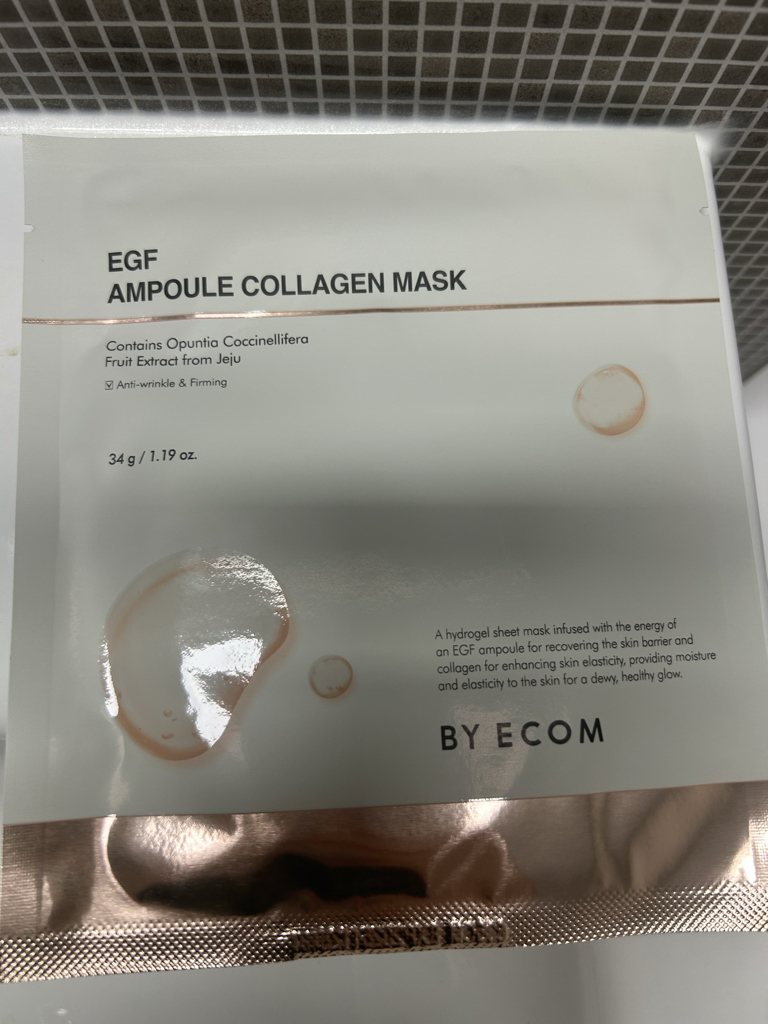 EGF
AMPOULE COLLAGEN MASK
Contains Opuntia Coccinellifera
Fruit Extract from Jeju
☑ Anti-wrinkle & Firming
34 g / 1.19 oz.
A hydrogel sheet mask infused with the energy of
an EGF ampoule for recovering the skin barrier and
collagen for enhancing skin elasticity, providing moisture
and elasticity to the skin for a dewy, healthy glow.
BY ECOM